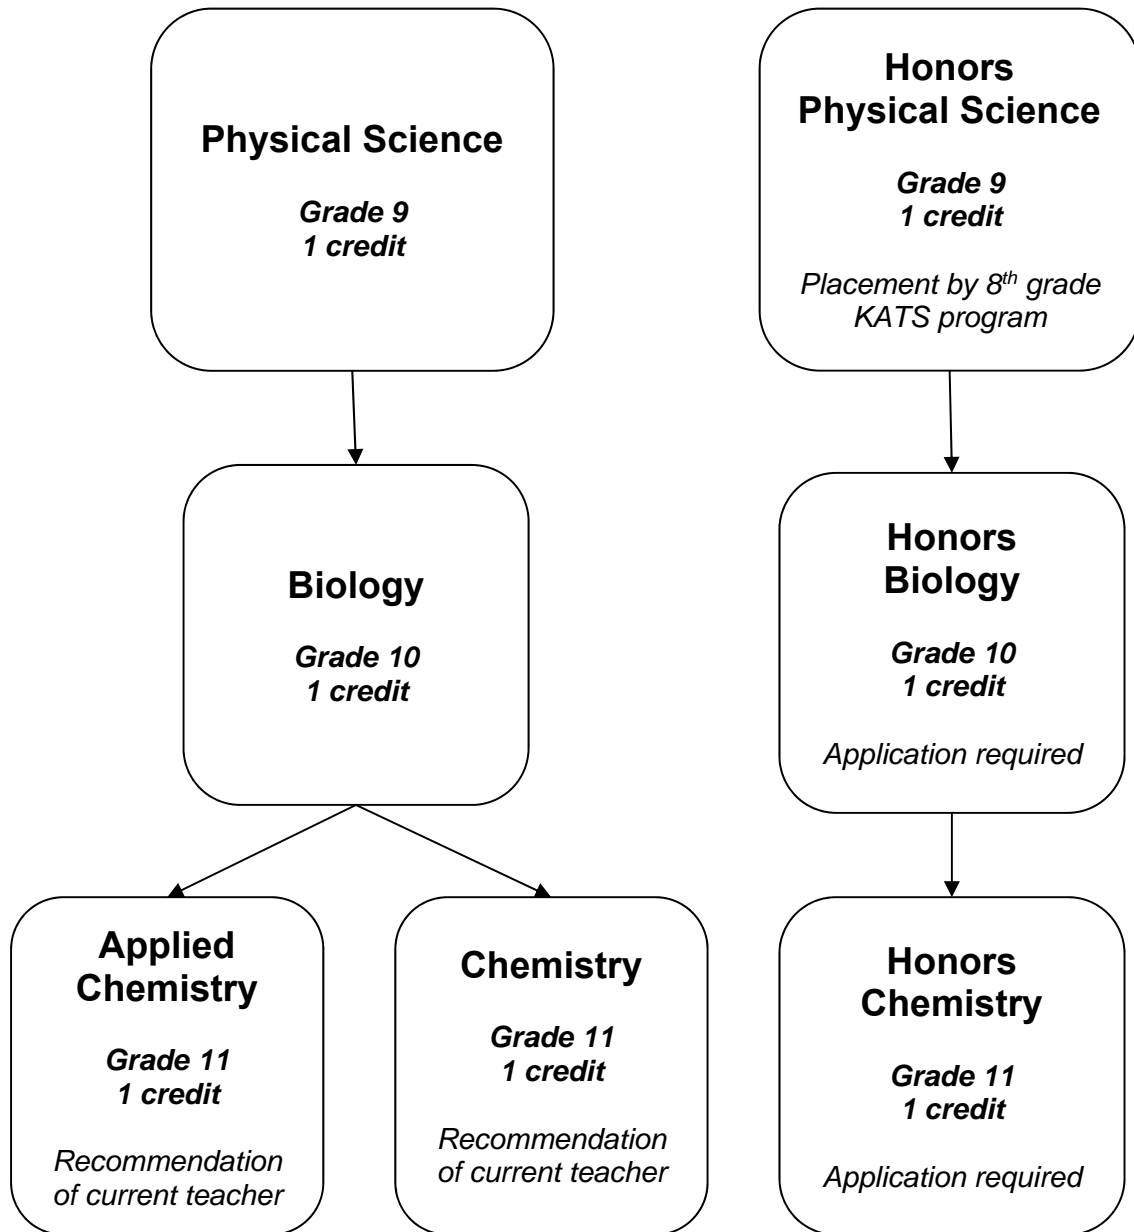 Physical Science
Grade 9
1 credit
Honors
Physical Science
Grade 9
1 credit
Placement by 8th grade
KATS program
Biology
Grade 10
1 credit
Honors
Biology
Grade 10
1 credit
Application required
Applied
Chemistry
Grade 11
1 credit
Recommendation
of current teacher
Chemistry
Grade 11
1 credit
Recommendation
of current teacher
Honors
Chemistry
Grade 11
1 credit
Application required